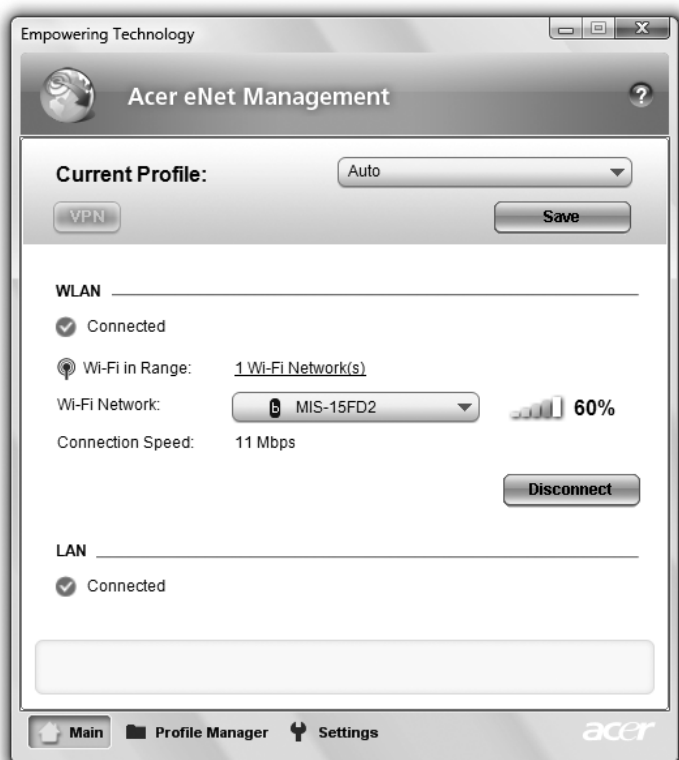 Empowering Technology
Acer eNet Management
?
Current Profile:
Auto
VPN
Save
WLAN
Connected
Wi-Fi in Range:
1 Wi-Fi Network(s)
Wi-Fi Network:
b MIS-15FD2
60%
Connection Speed:
11 Mbps
Disconnect
LAN
Connected
Main
Profile Manager
Settings
acer